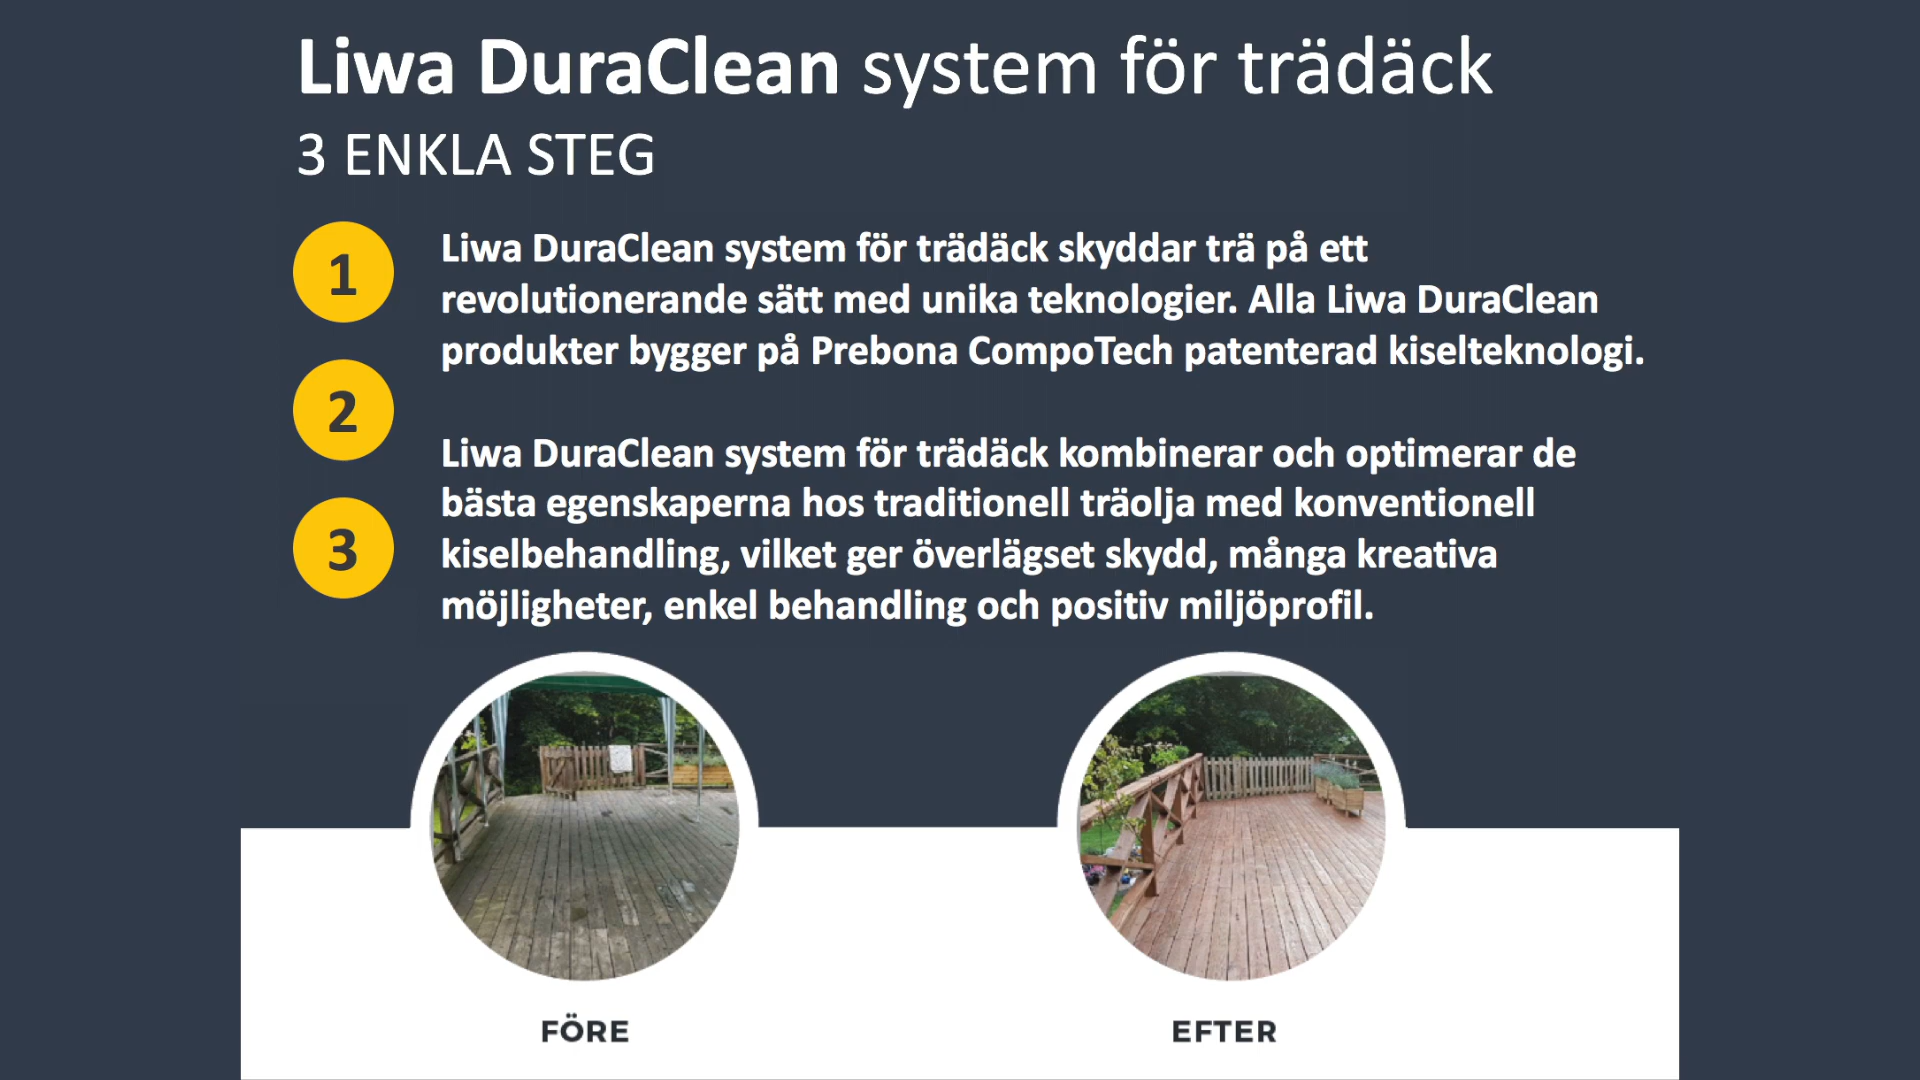 Liwa DuraClean system för trädäck
3 ENKLA STEG
1
Liwa DuraClean system för trädäck skyddar trä på ett
revolutionerande sätt med unika teknologier. Alla Liwa DuraClean
produkter bygger på Prebona CompoTech patenterad kiselteknologi.
2
Liwa DuraClean system för trädäck kombinerar och optimerar de
bästa egenskaperna hos traditionell träolja med konventionell
3
kiselbehandling, vilket ger överlägset skydd, många kreativa
möjligheter, enkel behandling och positiv miljöprofil.
FÖRE
EFTER